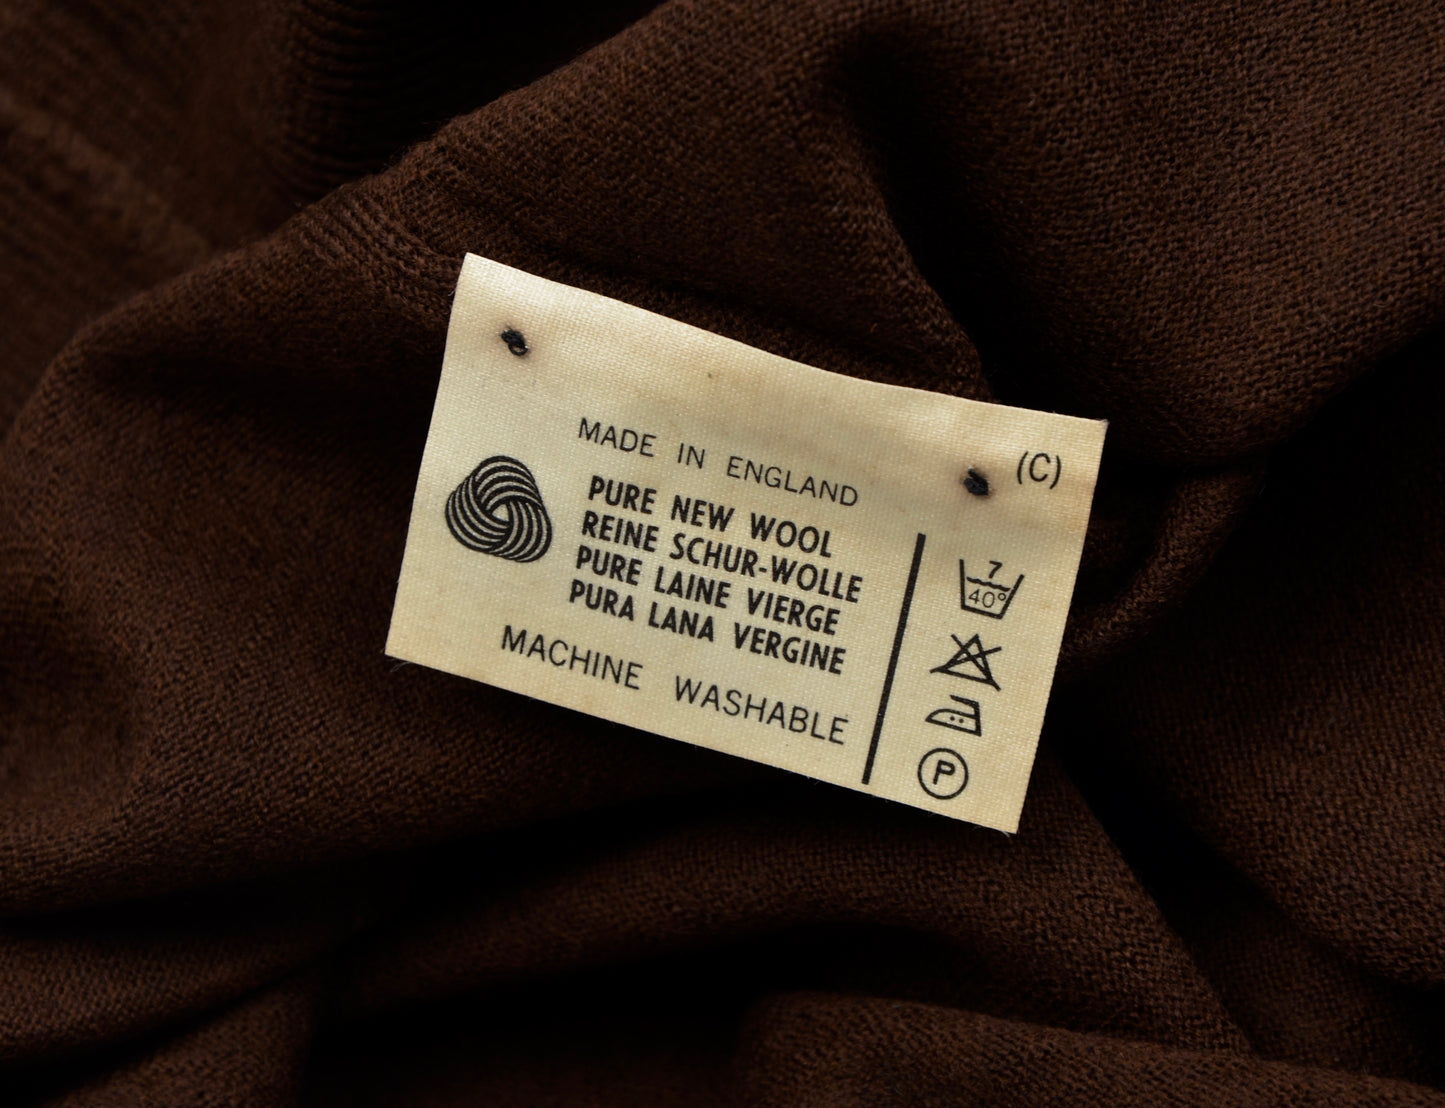 MADE IN ENGLAND
(C)
PURE NEW WOOL
REINE SCHUR-WOLLE
PURE LAINE VIERGE
PURA LANA VERGINE
MACHINE WASHABLE
7
40°
P